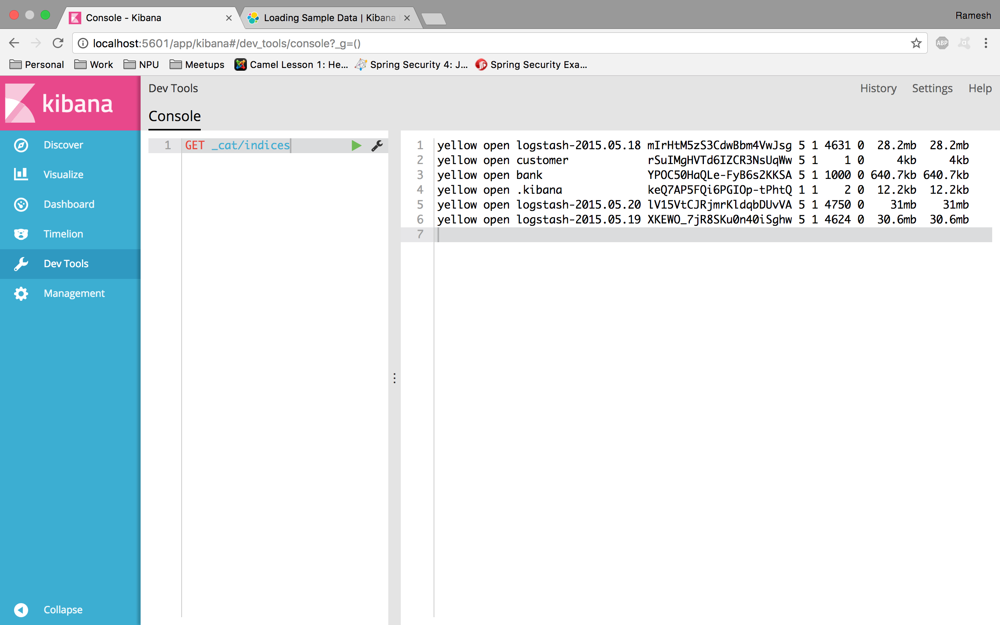 Console - Kibana
Loading Sample Data | Kibana
Ramesh
localhost:5601/app/kibana#/dev_tools/console?_g=()
ABP
Personal Work NPU Meetups Camel Lesson 1: He... Spring Security 4: J... Spring Security Exa...
kibana
Dev Tools
History Settings Help
Console
Discover
Visualize
Dashboard
Timelion
Dev Tools
Management
Collapse
1 GET _cat/indices
1 yellow open logstash-2015.05.18 mIrHtM5zS3CdwBbm4VwJsg 5 1 4631 0 28.2mb 28.2mb
2 yellow open customer rSuIMgHVTd6IZCR3NsUqWw 5 1 1 0 4kb 4kb
3 yellow open bank YPOC50HaQLe-FyB6s2KKSA 5 1 1000 0 640.7kb 640.7kb
4 yellow open .kibana keQ7AP5FQi6PGIOp-tPhtQ 1 1 2 0 12.2kb 12.2kb
5 yellow open logstash-2015.05.20 lV15VtCJRjmrKldqbDUvVA 5 1 4750 0 31mb 31mb
6 yellow open logstash-2015.05.19 XKEWO_7jR8SKu0n40iSghw 5 1 4624 0 30.6mb 30.6mb
7